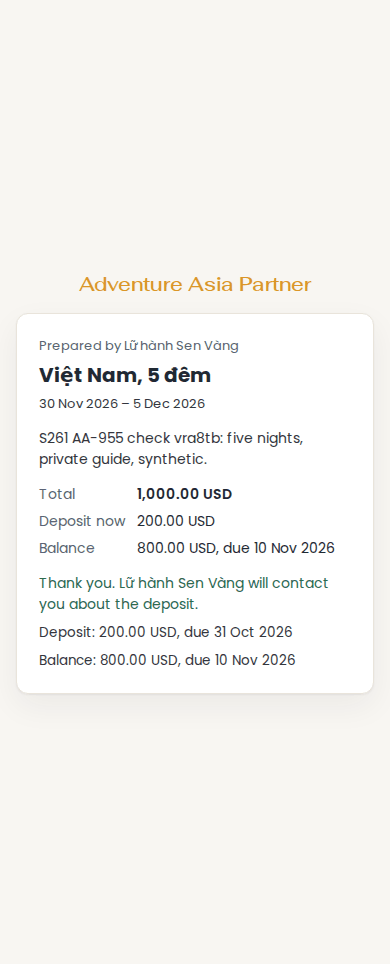 Adventure Asia Partner
Prepared by Lữ hành Sen Vàng
Việt Nam, 5 đêm
30 Nov 2026 – 5 Dec 2026
S261 AA-955 check vra8tb: five nights,
private guide, synthetic.
Total 1,000.00 USD
Deposit now 200.00 USD
Balance 800.00 USD, due 10 Nov 2026
Thank you. Lữ hành Sen Vàng will contact
you about the deposit.
Deposit: 200.00 USD, due 31 Oct 2026
Balance: 800.00 USD, due 10 Nov 2026